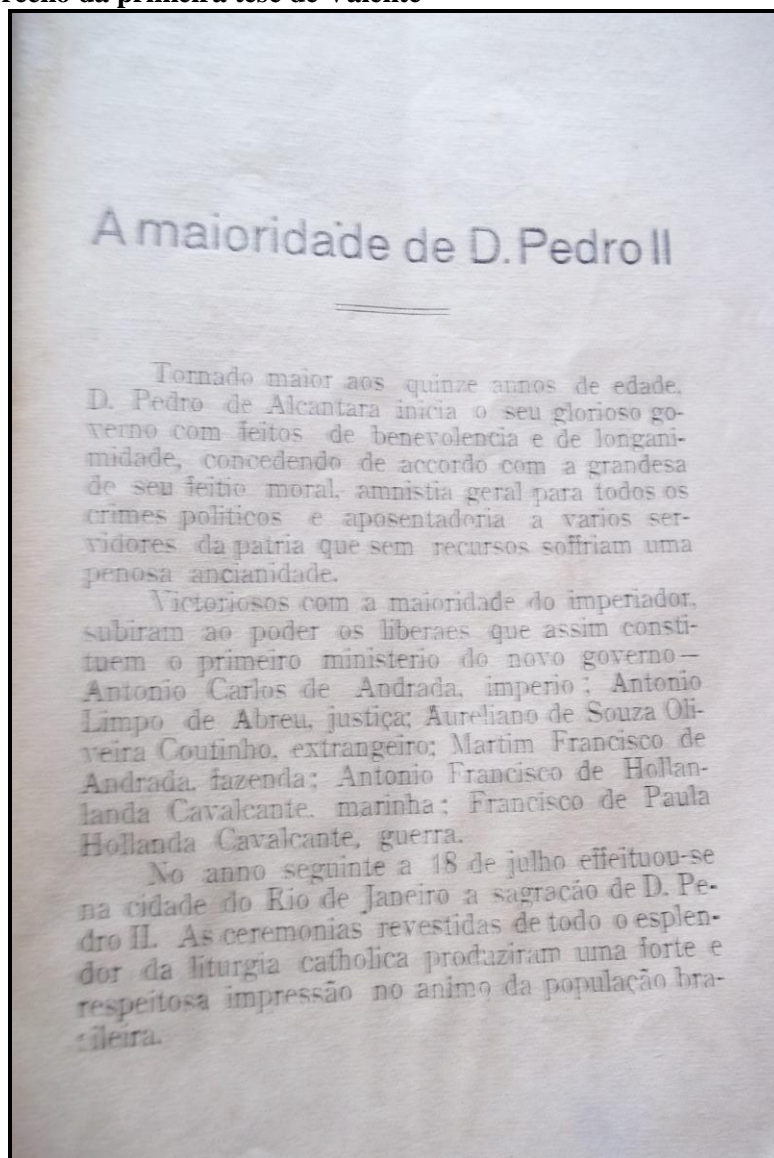 recho da primeira tese de Valente
A maioridade de D. Pedro II
Tornado maior aos quinze annos de edade,
D. Pedro de Alcantara inicia o seu glorioso go-
verno com feitos de benevolencia e de longani-
midade, concedendo de accordo com a grandesa
de seu feitio moral, amnistia geral para todos os
crimes politicos e aposentadoria a varios ser-
vidores da patria que sem recursos soffriam uma
penosa ancianidade.
Victoriosos com a maioridade do imperiador,
subiram ao poder os liberaes que assim consti-
tuem o primeiro ministerio do novo governo—
Antonio Carlos de Andrada, imperio; Antonio
Limpo de Abreu, justiça; Aureliano de Souza Oli-
veira Coutinho, extrangeiro; Martim Francisco de
Andrada, fazenda; Antonio Francisco de Hollan-
landa Cavalcante, marinha; Francisco de Paula
Hollanda Cavalcante, guerra.
No anno seguinte a 18 de julho effeituou-se
na cidade do Rio de Janeiro a sagração de D. Pe-
dro II. As ceremonias revestidas de todo o esplen-
dor da liturgia catholica produziram uma forte e
respeitosa impressão no animo da população bra-
sileira.